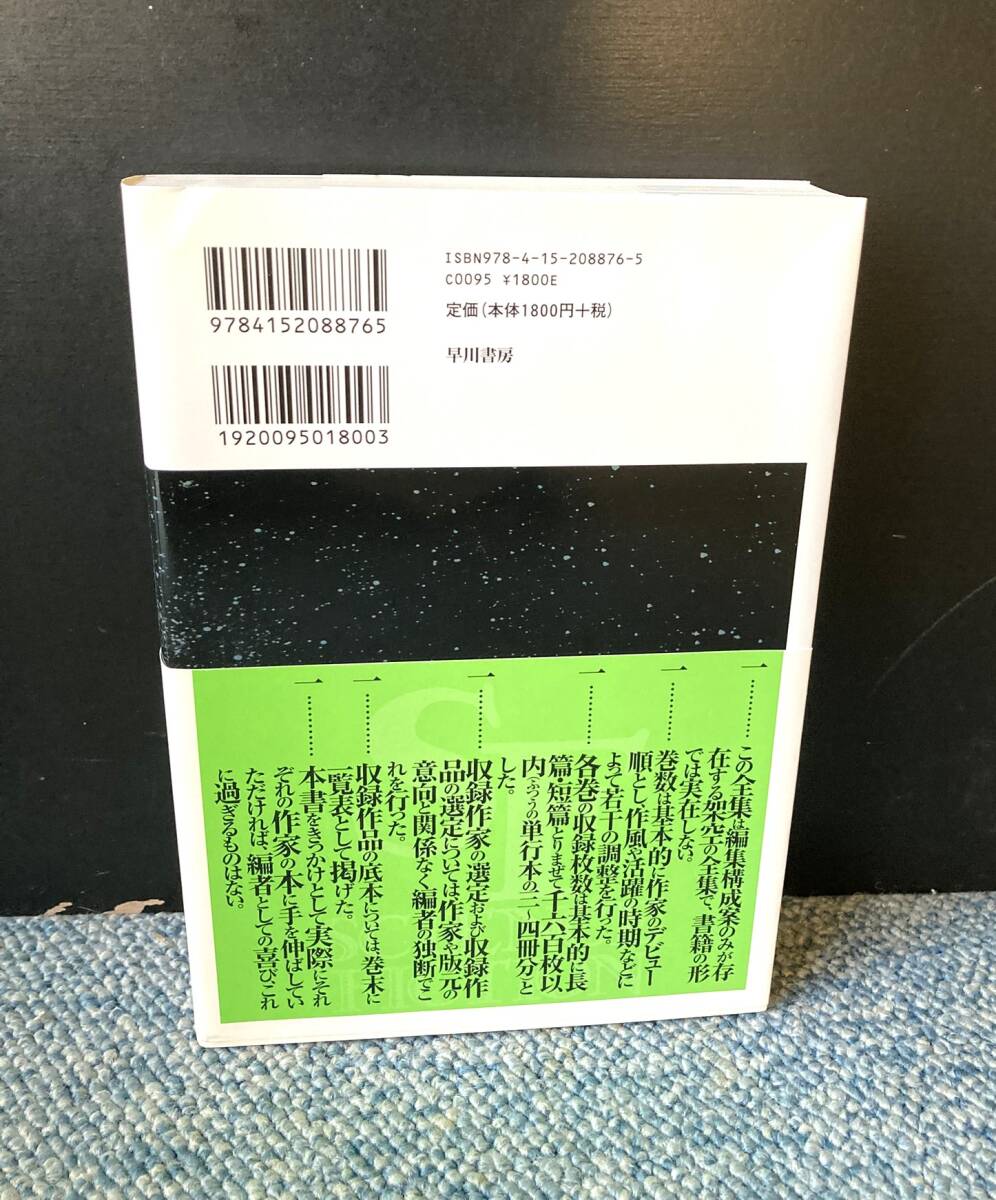 ISBN978-4-15-208876-5
C0095 ¥1800E
定価(本体1800円+税)
早川書房
9784152088765
1920095018003
一…………この全集は編集構成案のみが存
在する架空の全集で、書籍の形
では実在しない。
一…………巻数は基本的に作家のデビュー
順とし、作風や活躍の時期などに
よって若干の調整を行った。
一…………各巻の収録枚数は基本的に長
篇・短篇とりまぜて千六百枚以
内(ふつうの単行本の二〜四冊分)と
した。
一…………収録作家の選定および収録作
品の選定については作家や版元の
意向と関係なく、編者の独断でこ
れを行った。
一…………収録作品の底本については巻末に
一覧表として掲げた。
一…………本書をきっかけとして実際にそれ
ぞれの作家の本に手を伸ばしてい
ただければ、編者としての喜びこれ
に過ぎるものはない。